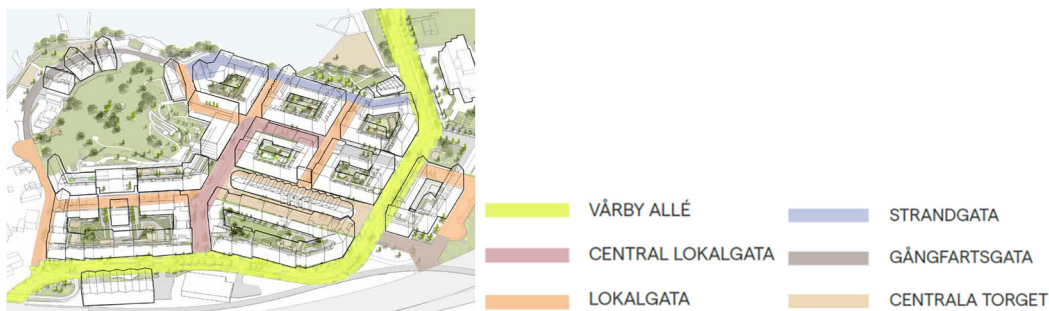 VÅRBY ALLÉ
CENTRAL LOKALGATA
LOKALGATA
STRANDGATA
GÅNGFARTSGATA
CENTRALA TORGET